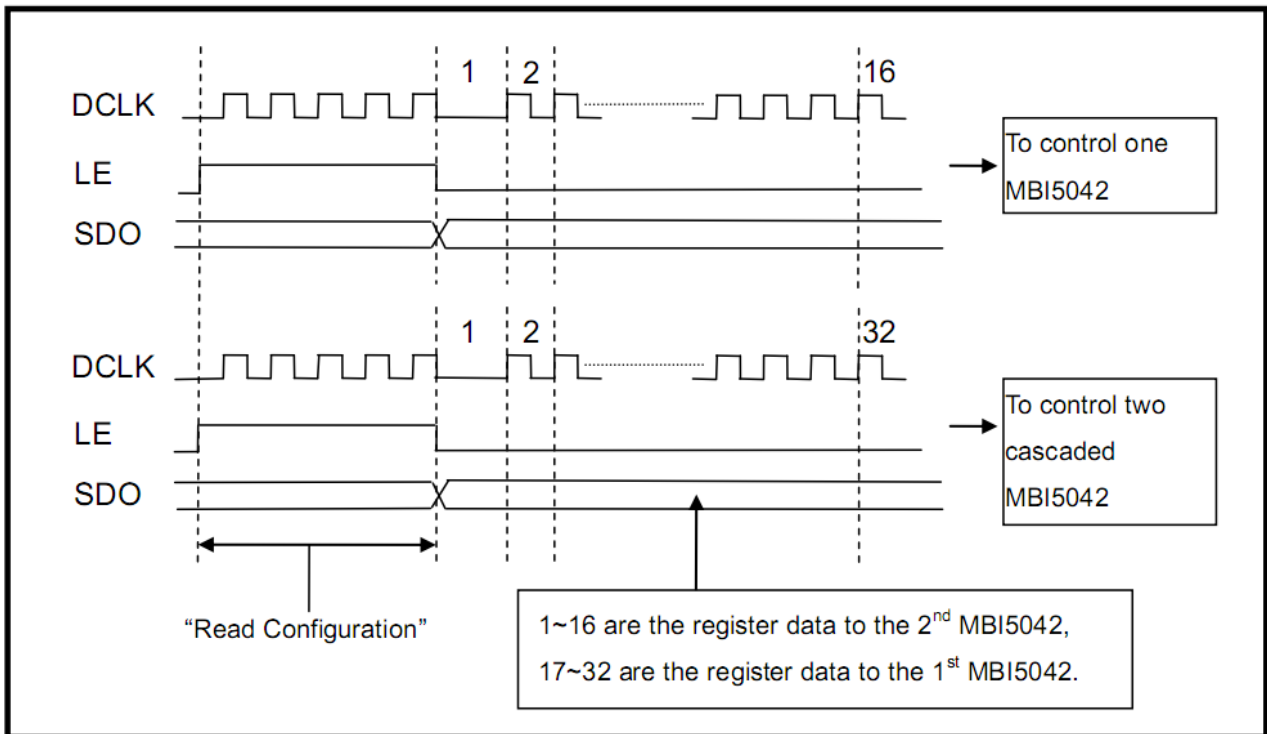 1 2 16
DCLK
LE
SDO
To control one
MBI5042
1 2 32
DCLK
LE
SDO
To control two
cascaded
MBI5042
“Read Configuration”
1~16 are the register data to the 2nd MBI5042,
17~32 are the register data to the 1st MBI5042.